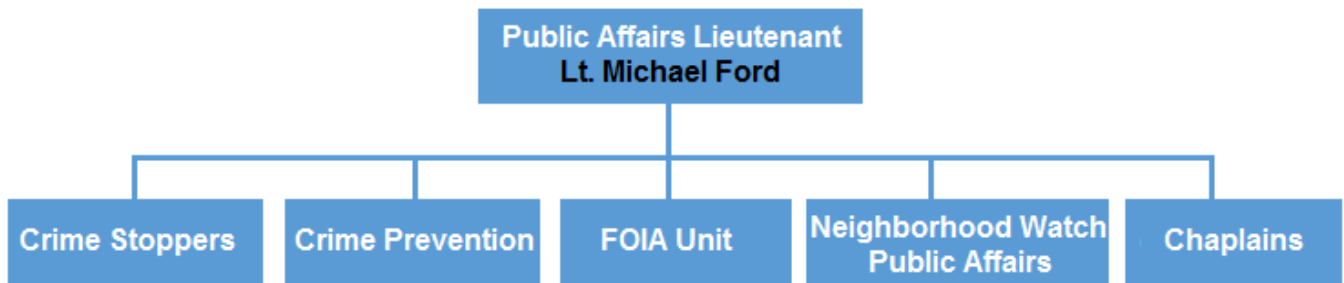 Public Affairs Lieutenant
Lt. Michael Ford
Crime Stoppers
Crime Prevention
FOIA Unit
Neighborhood Watch
Public Affairs
Chaplains